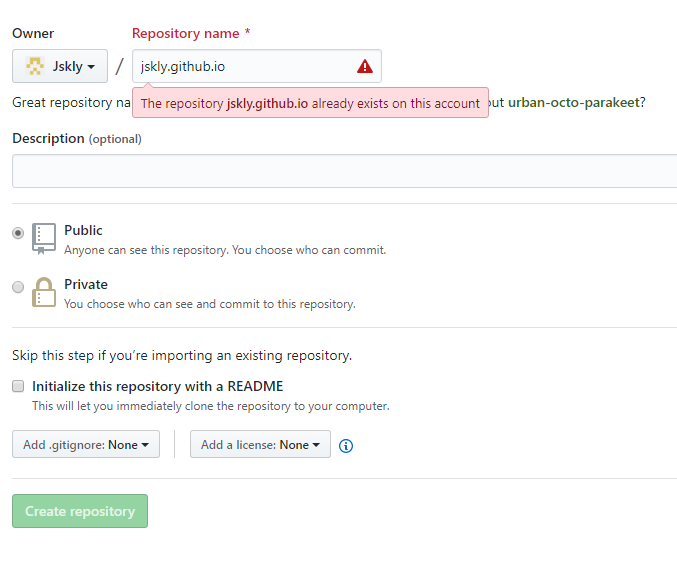 Owner Repository name *
Jskly / jskly.github.io
Great repository na
The repository jskly.github.io already exists on this account
out urban-octo-parakeet?
Description (optional)
Public
Anyone can see this repository. You choose who can commit.
Private
You choose who can see and commit to this repository.
Skip this step if you’re importing an existing repository.
Initialize this repository with a README
This will let you immediately clone the repository to your computer.
Add .gitignore: None Add a license: None
Create repository